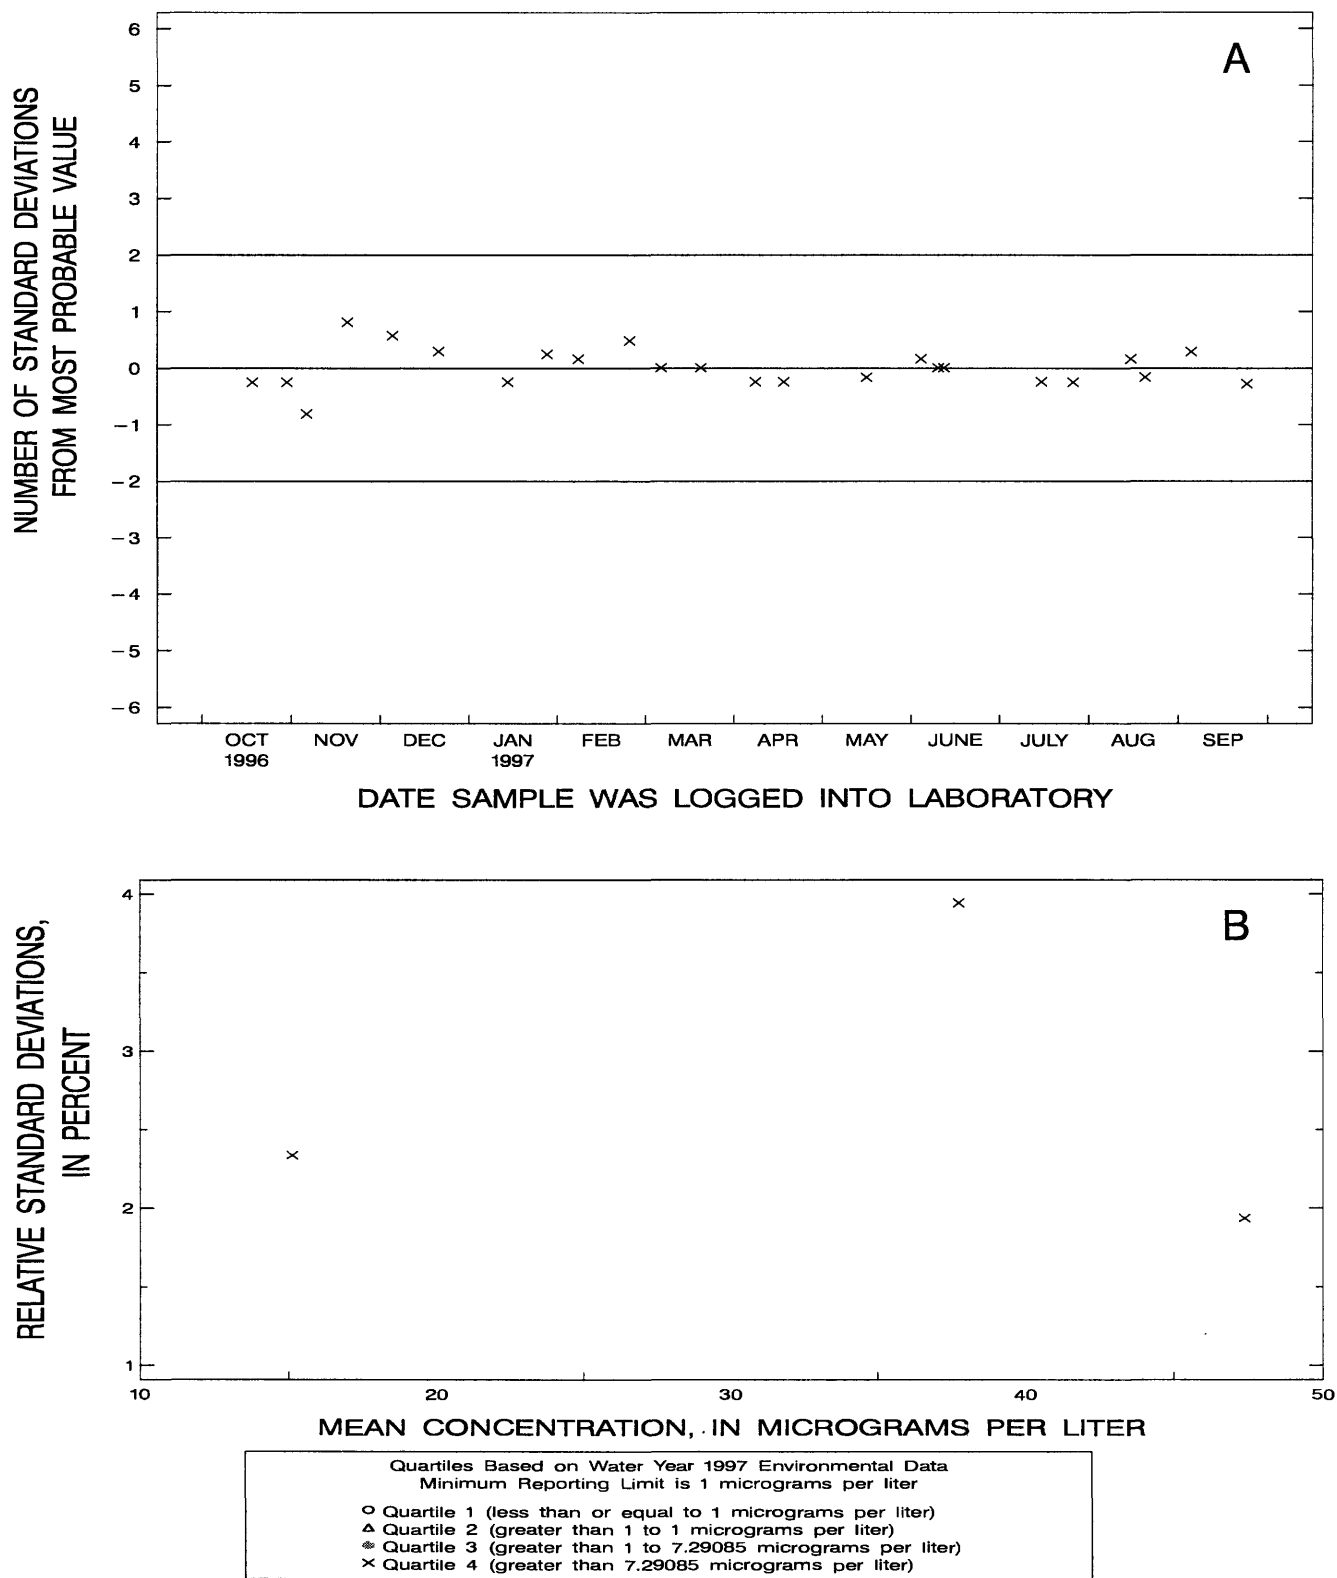 A
NUMBER OF STANDARD DEVIATIONS
FROM MOST PROBABLE VALUE
6
5
4
3
2
1
0
−1
−2
−3
−4
−5
−6
OCT NOV DEC JAN FEB MAR APR MAY JUNE JULY AUG SEP
1996 1997
DATE SAMPLE WAS LOGGED INTO LABORATORY
B
RELATIVE STANDARD DEVIATIONS,
IN PERCENT
4
3
2
1
10 20 30 40 50
MEAN CONCENTRATION, IN MICROGRAMS PER LITER
Quartiles Based on Water Year 1997 Environmental Data
Minimum Reporting Limit is 1 micrograms per liter
Quartile 1 (less than or equal to 1 micrograms per liter)
Quartile 2 (greater than 1 to 1 micrograms per liter)
Quartile 3 (greater than 1 to 7.29085 micrograms per liter)
Quartile 4 (greater than 7.29085 micrograms per liter)